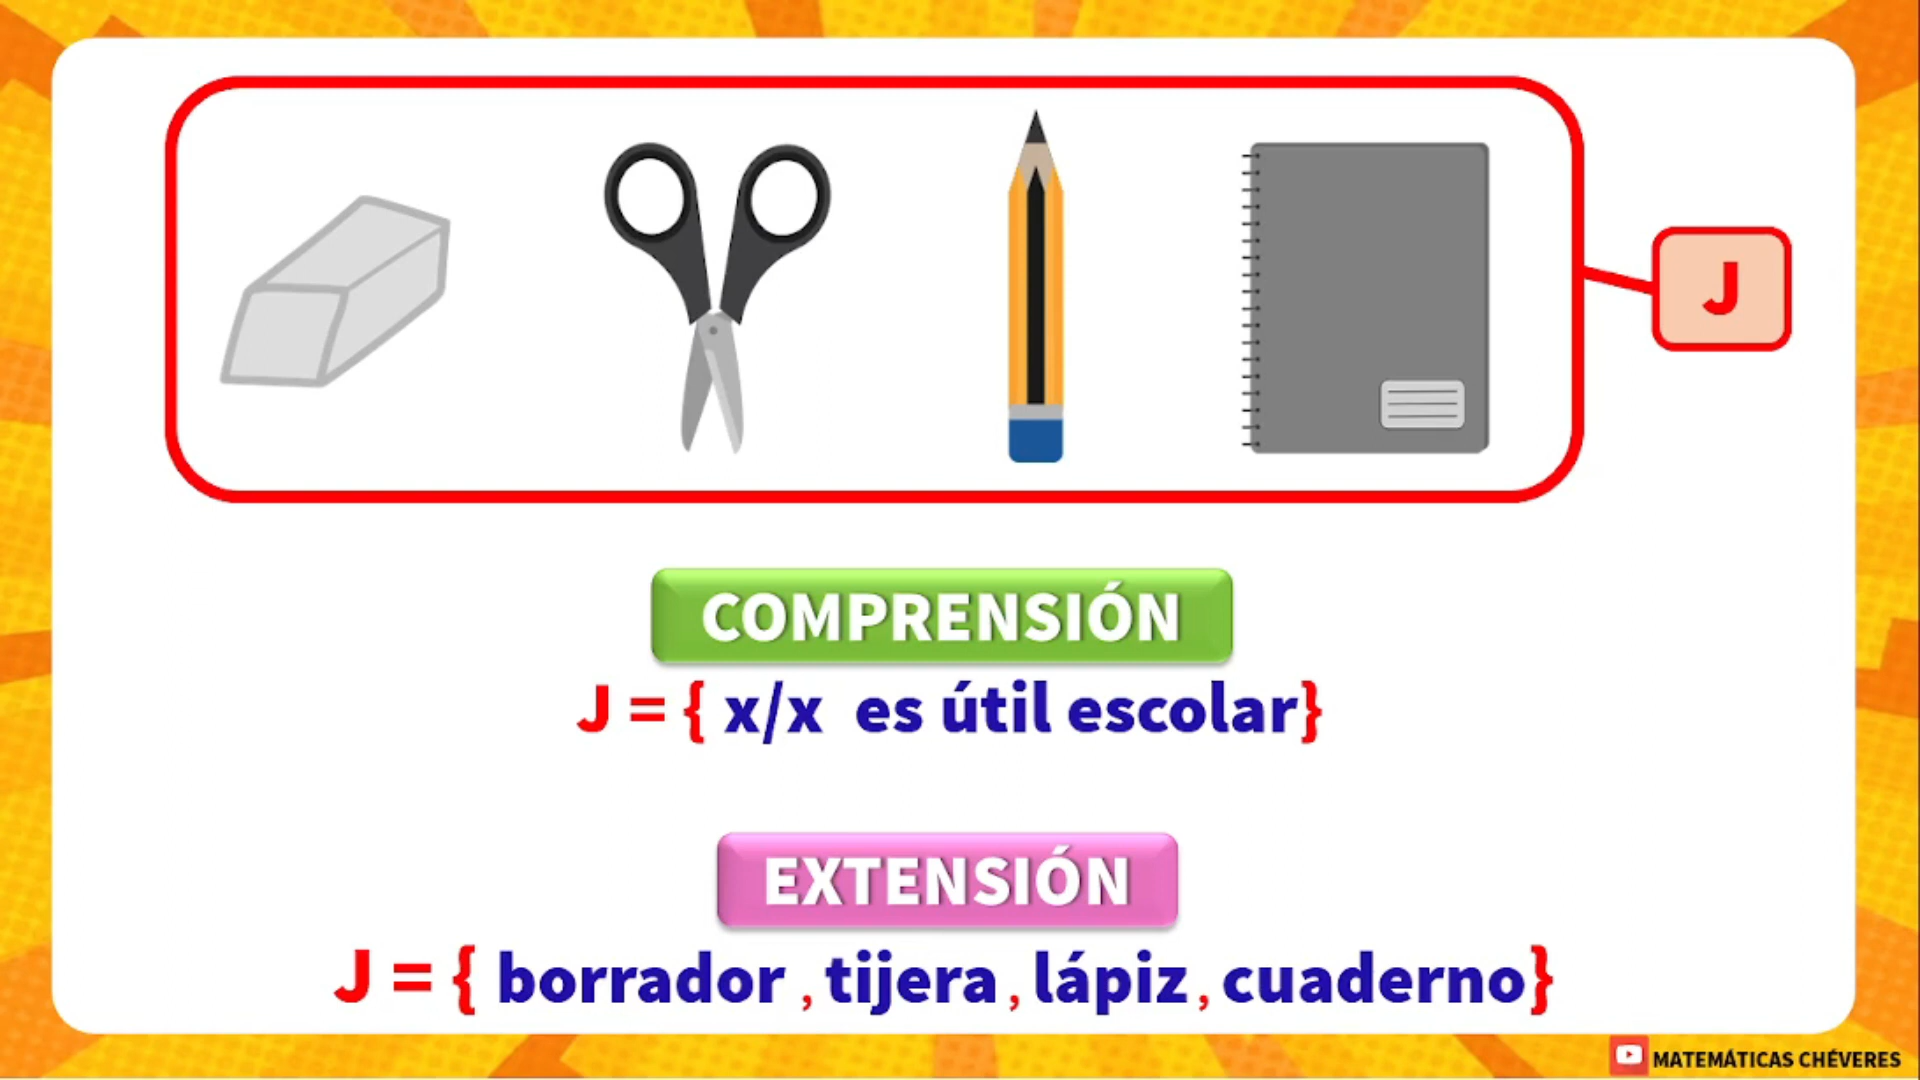 J
COMPRENSIÓN
J = { x/x es útil escolar}
EXTENSIÓN
J = { borrador , tijera , lápiz , cuaderno}
MATEMÁTICAS CHÉVERES